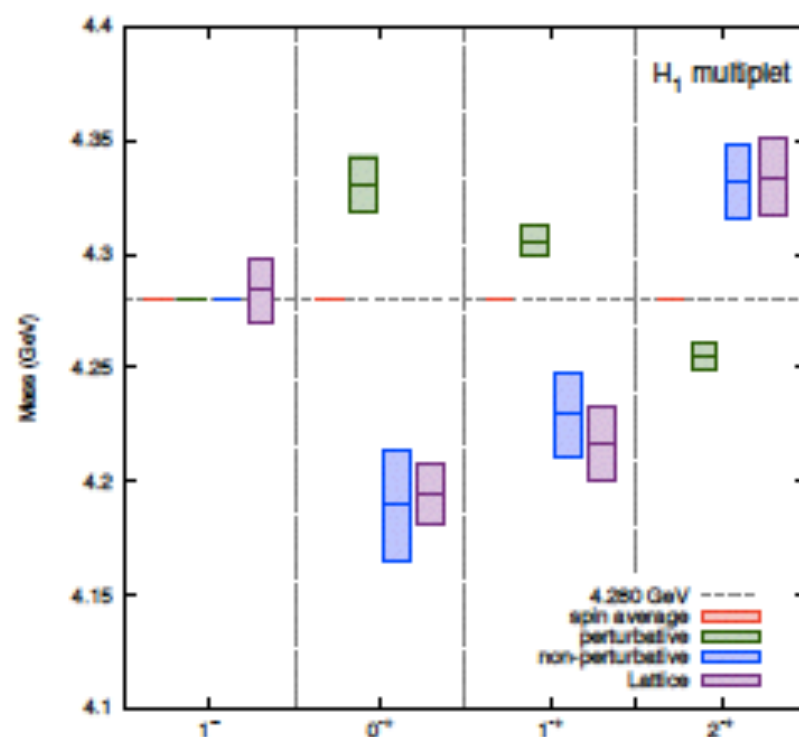 H₁ multiplet
4.4
4.35
4.3
4.25
4.2
4.15
4.1
Mass (GeV)
4.280 GeV
spin average
perturbative
non-perturbative
Lattice
1⁻⁻
0⁻⁺
1⁻⁺
2⁻⁺